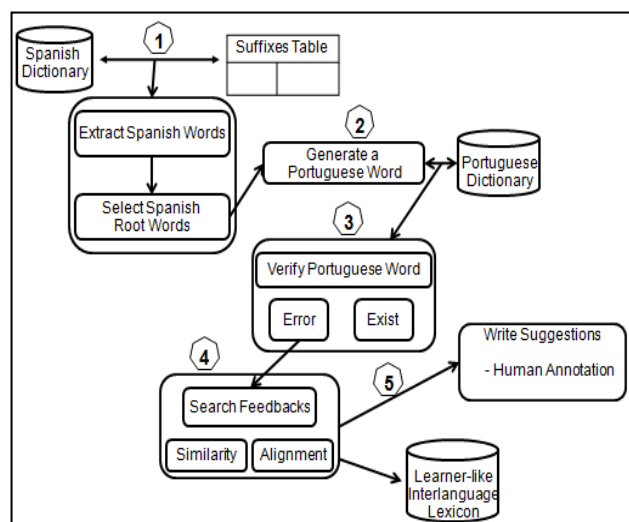 1
Spanish
Dictionary
Suffixes Table
Extract Spanish Words
Select Spanish
Root Words
2
Generate a
Portuguese Word
Portuguese
Dictionary
3
Verify Portuguese Word
Error
Exist
4
Search Feedbacks
Similarity
Alignment
5
Write Suggestions
- Human Annotation
Learner-like
Interlanguage
Lexicon